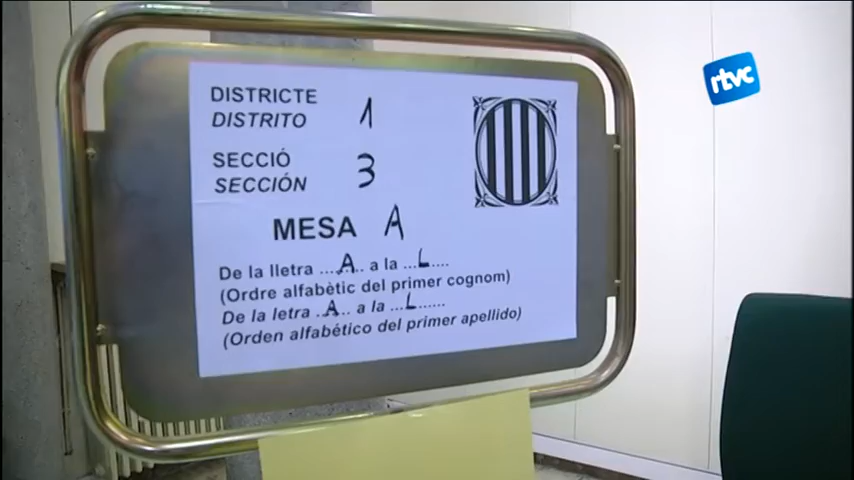 rtvc
DISTRICTE 1
DISTRITO
SECCIÓ 3
SECCIÓN
MESA A
De la lletra .....A.. a la ...L.....
(Ordre alfabètic del primer cognom)
De la letra ..A... a la ...L.......
(Orden alfabético del primer apellido)